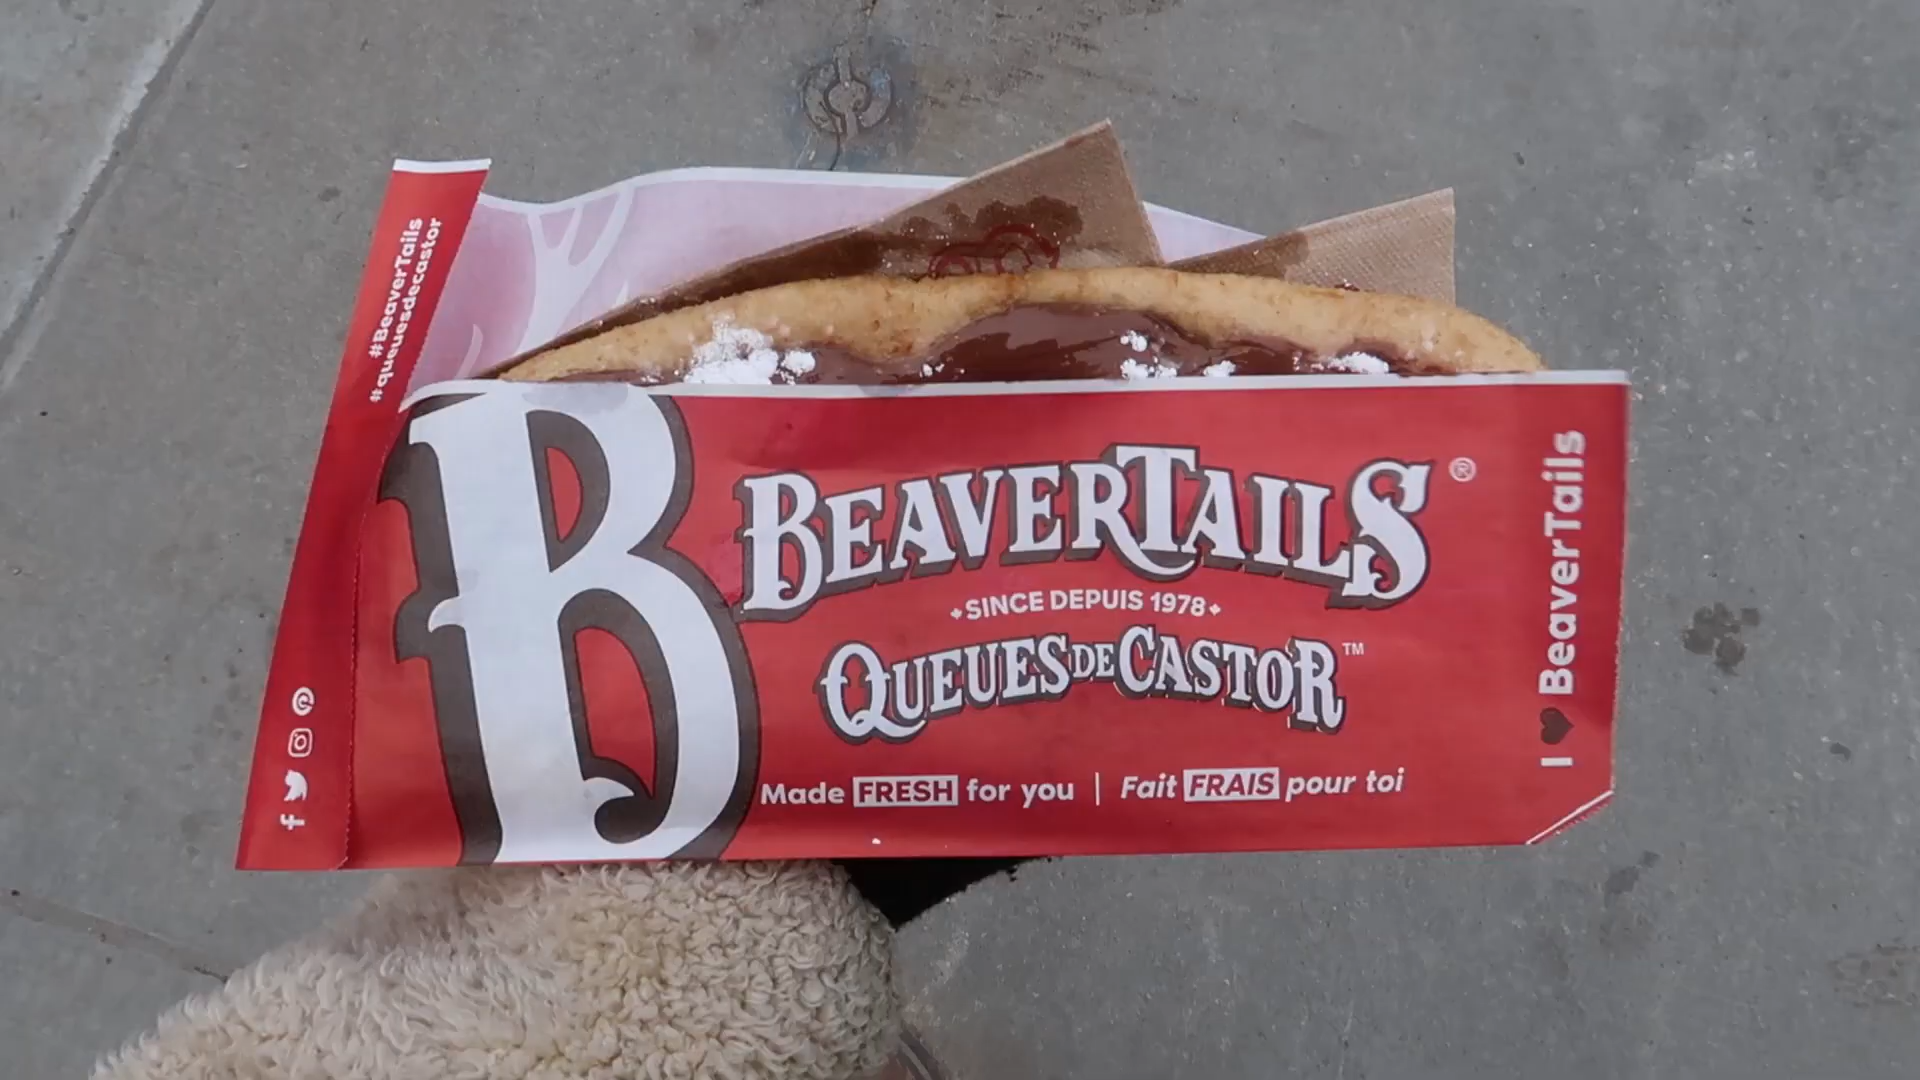 #BeaverTails
#queuesdecastor
B
BEAVERTAILS®
SINCE DEPUIS 1978
QUEUES DE CASTOR™
Made FRESH for you | Fait FRAIS pour toi
I ♥ BeaverTails